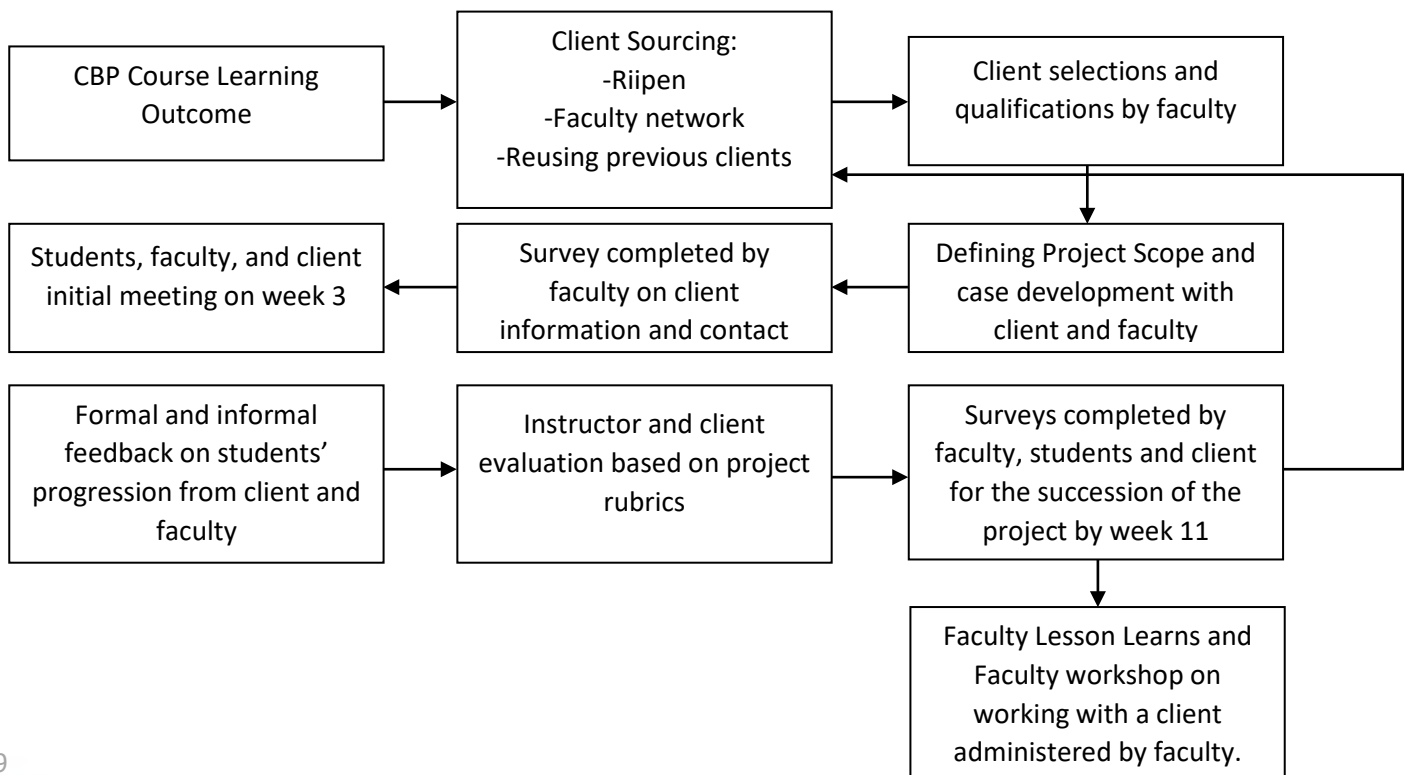 CBP Course Learning
Outcome
Client Sourcing:
-Riipen
-Faculty network
-Reusing previous clients
Client selections and
qualifications by faculty
Students, faculty, and client
initial meeting on week 3
Survey completed by
faculty on client
information and contact
Defining Project Scope and
case development with
client and faculty
Formal and informal
feedback on students’
progression from client and
faculty
Instructor and client
evaluation based on project
rubrics
Surveys completed by
faculty, students and client
for the succession of the
project by week 11
Faculty Lesson Learns and
Faculty workshop on
working with a client
administered by faculty.
9